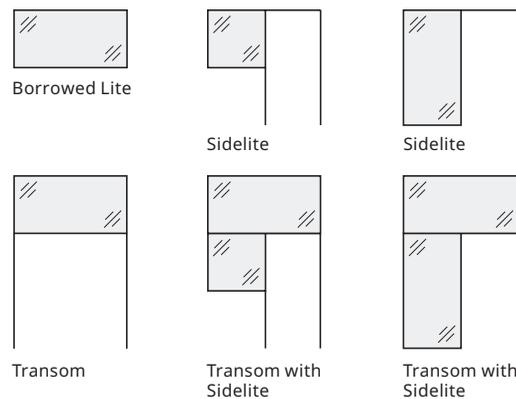 Borrowed Lite
Sidelite
Sidelite
Transom
Transom with
Sidelite
Transom with
Sidelite